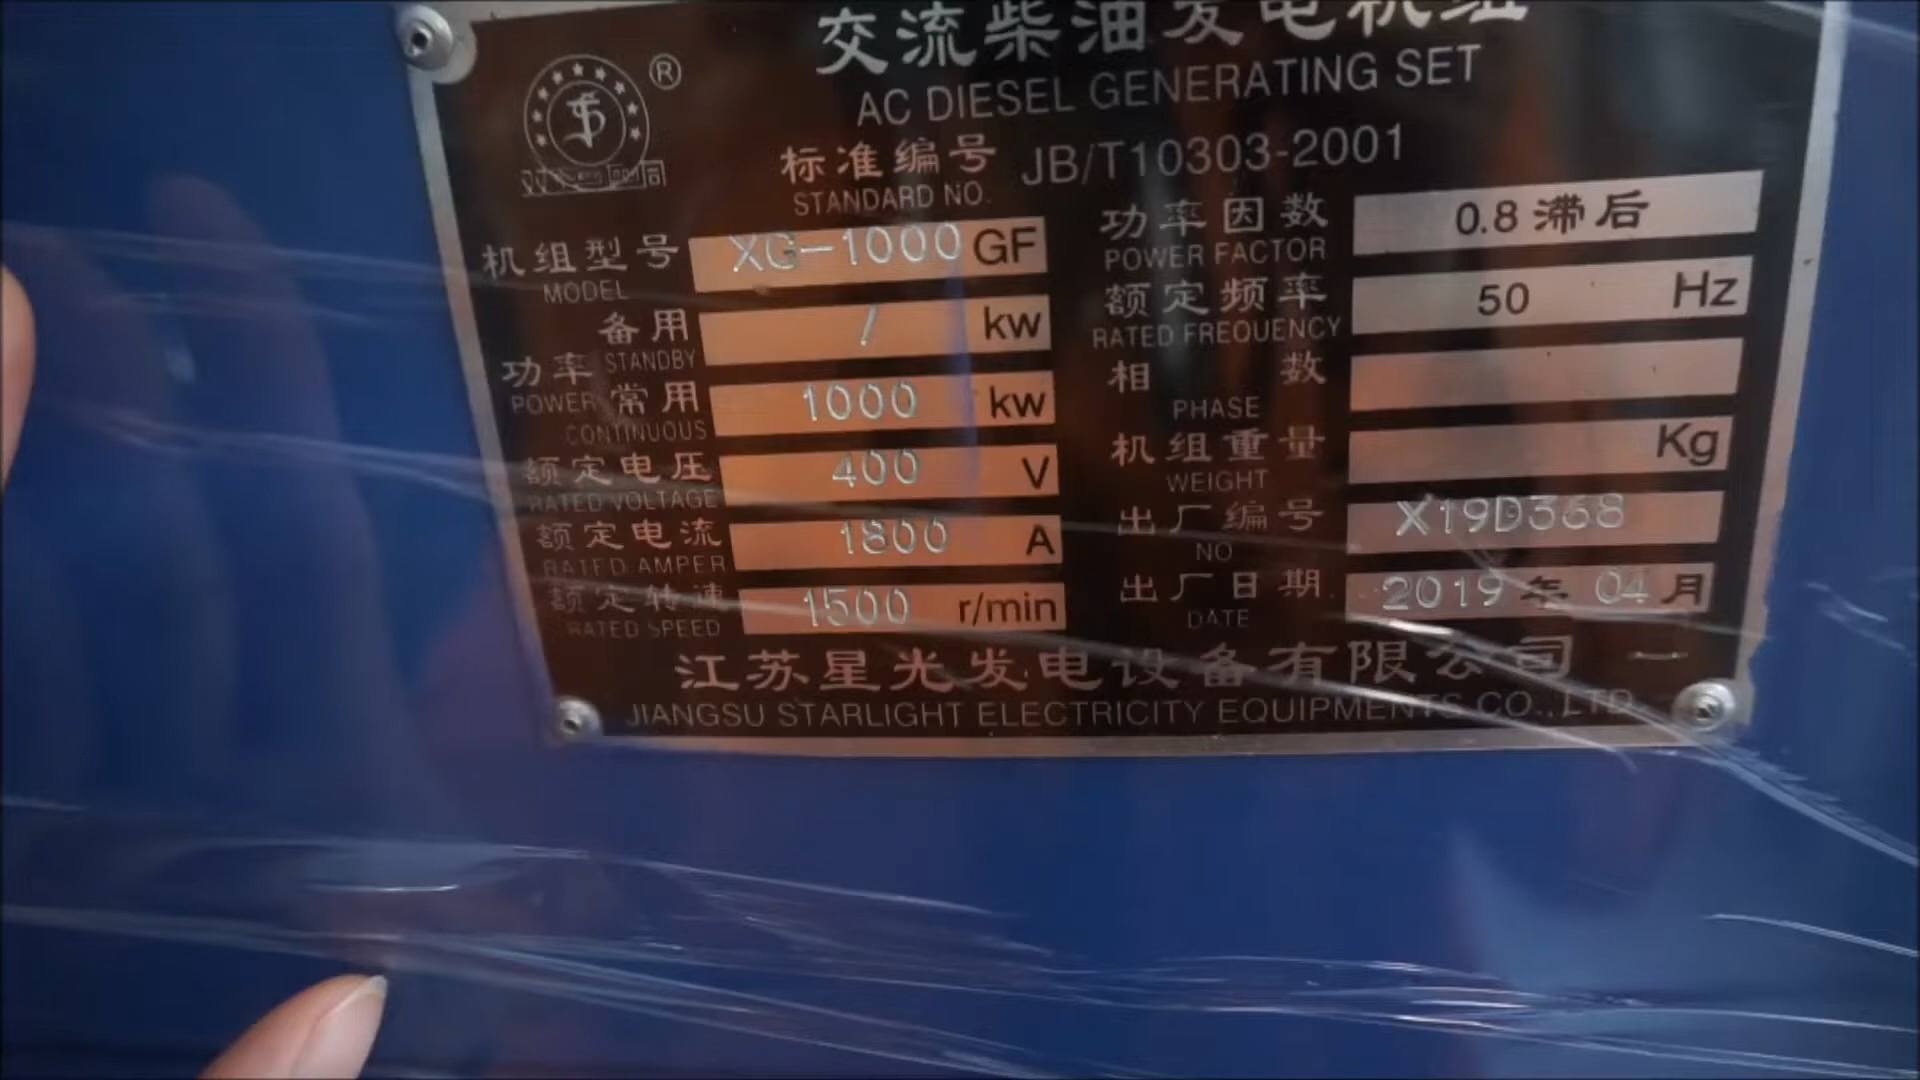 交流柴油发电机组
AC DIESEL GENERATING SET
®
标准编号 JB/T10303-2001
STANDARD NO.
机组型号 XG-1000 GF
MODEL
备用 / kw
功率 STANDBY
POWER 常用 1000 kw
CONTINUOUS
额定电压 400 V
RATED VOLTAGE
额定电流 1800 A
RATED AMPER
额定转速 1500 r/min
RATED SPEED
功率因数 0.8 滞后
POWER FACTOR
额定频率 50 Hz
RATED FREQUENCY
相数
PHASE
机组重量 Kg
WEIGHT
出厂编号 X19D368
NO
出厂日期 2019 年 04 月
DATE
江苏星光发电设备有限公司
JIANGSU STARLIGHT ELECTRICITY EQUIPMENTS CO.,LTD.